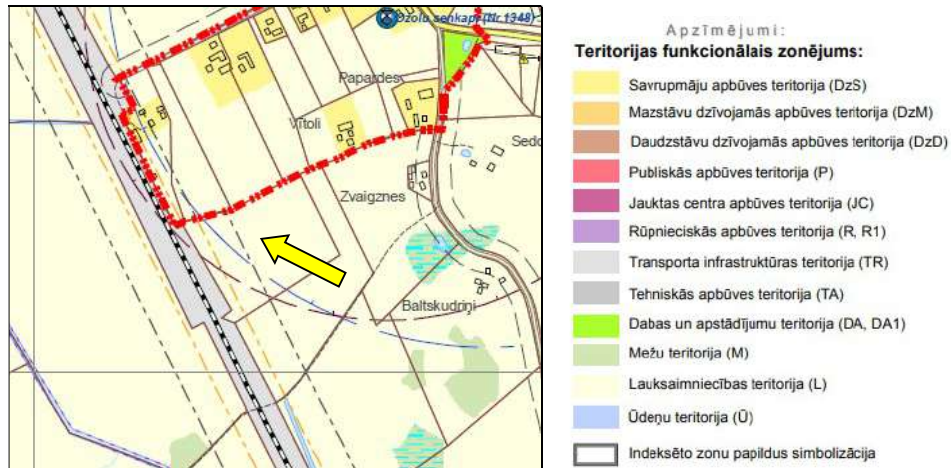 Ozolu senkapi (Nr.1348)
Papardes
Vītoli
Zvaigznes
Baltskudriņi
Apzīmējumi:
Teritorijas funkcionālais zonējums:
Savrupmāju apbūves teritorija (DzS)
Mazstāvu dzīvojamās apbūves teritorija (DzM)
Daudzstāvu dzīvojamās apbūves teritorija (DzD)
Publiskās apbūves teritorija (P)
Jauktas centra apbūves teritorija (JC)
Rūpnieciskās apbūves teritorija (R, R1)
Transporta infrastruktūras teritorija (TR)
Tehniskās apbūves teritorija (TA)
Dabas un apstādījumu teritorija (DA, DA1)
Mežu teritorija (M)
Lauksaimniecības teritorija (L)
Ūdeņu teritorija (Ū)
Indeksēto zonu papildus simbolizācija